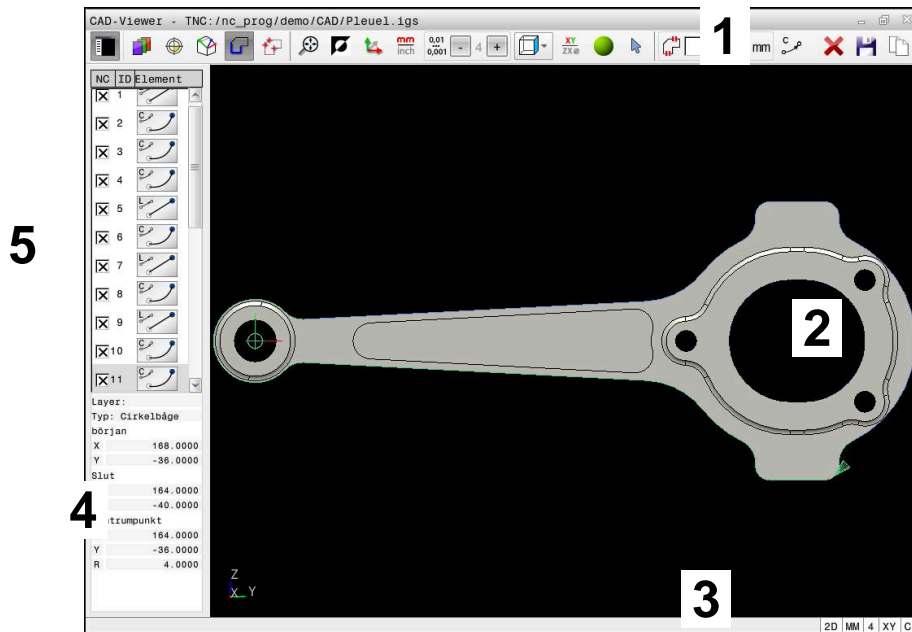 CAD-Viewer - TNC:/nc_prog/demo/CAD/Pleuel.igs
mm inch 0,01 ... 0,001 - 4 + XY ZXø 1 mm C
NC ID Element
1 L
2 C
3 C
4 C
5 L
6 C
7 L
8 C
9 L
10 C
11 C
5
2
Layer:
Typ: Cirkelbåge
början
X 168.0000
Y -36.0000
Slut
164.0000
-40.0000
4
trumpunkt
164.0000
Y -36.0000
R 4.0000
Z
X Y
3
2D MM 4 XY C